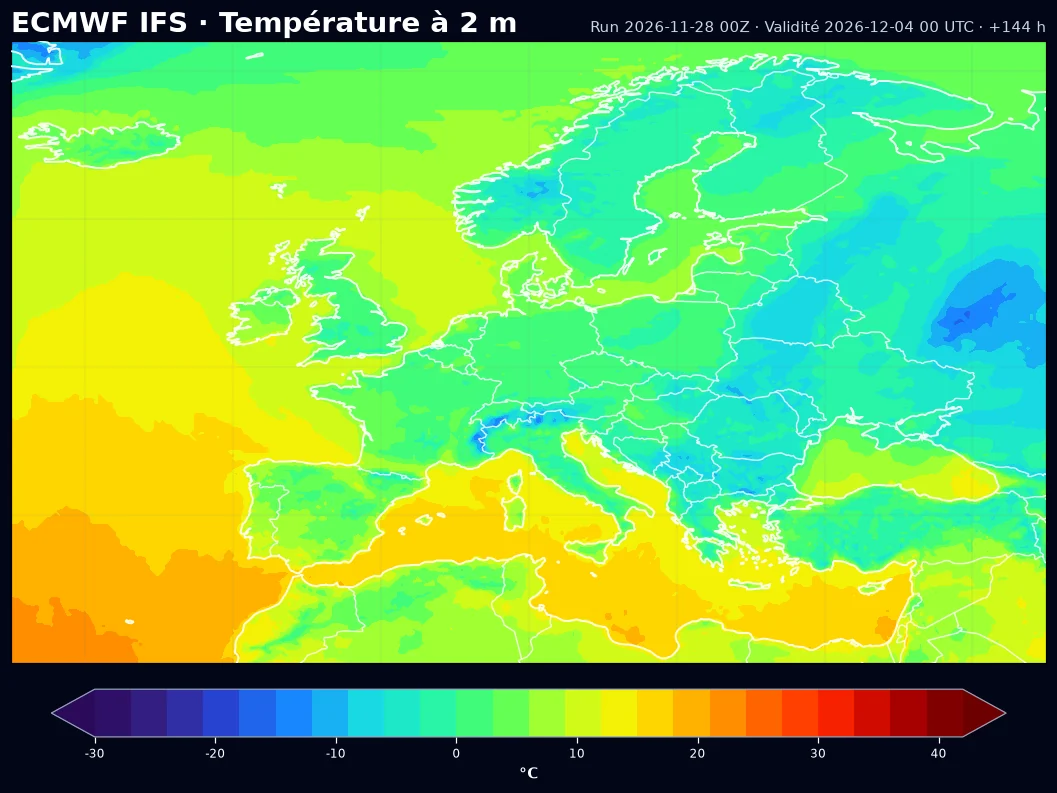 ECMWF IFS · Température à 2 m
Run 2026-11-28 00Z · Validité 2026-12-04 00 UTC · +144 h
-30 -20 -10 0 10 20 30 40
°C